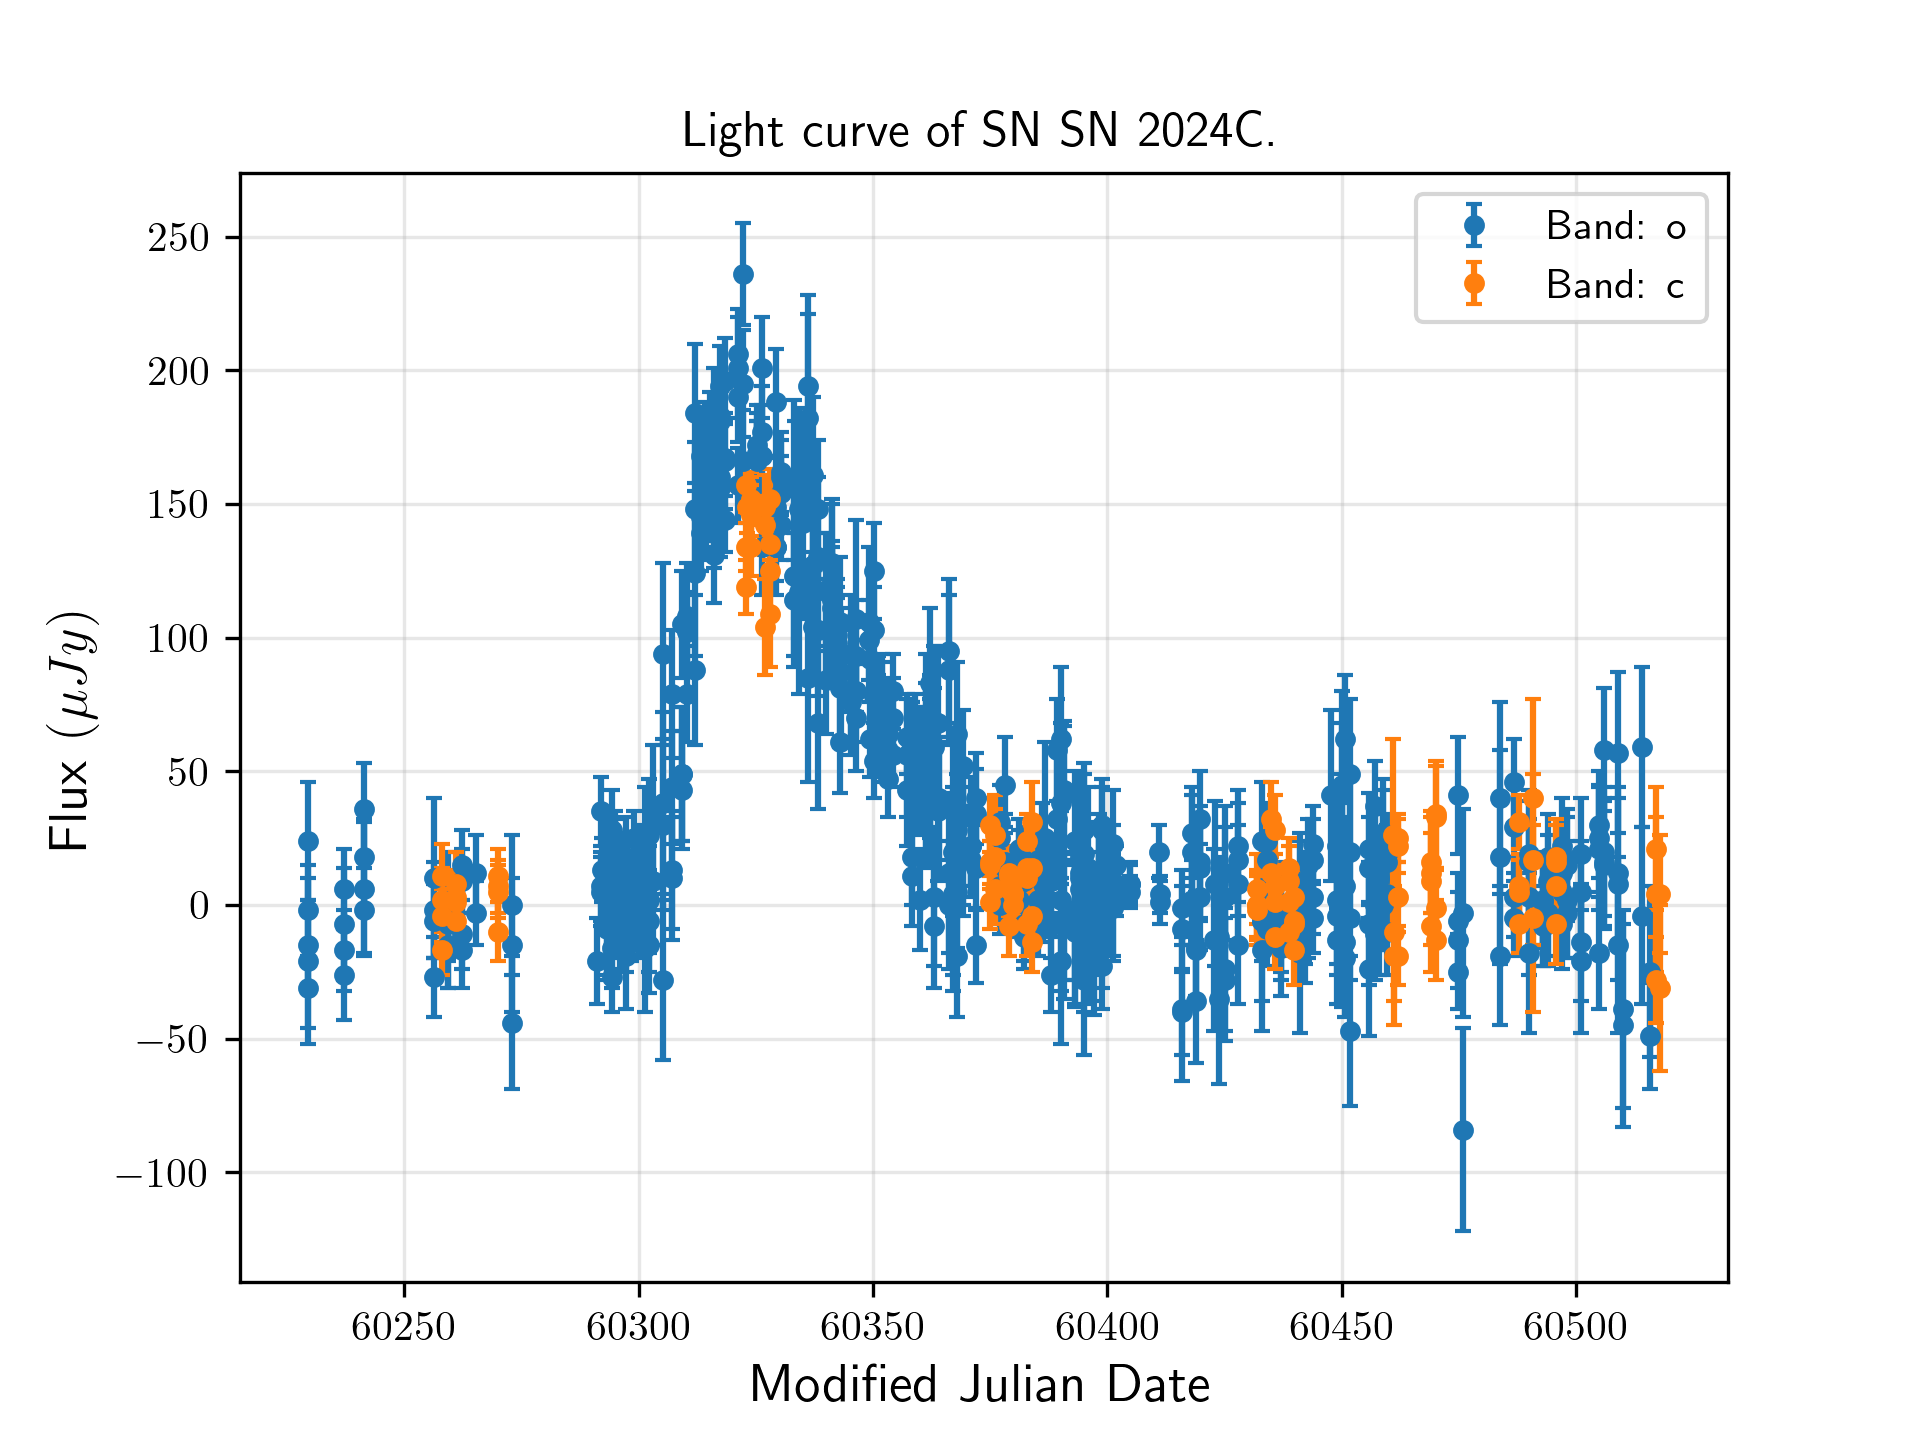 Light curve of SN SN 2024C.
Band: o
Band: c
250
200
150
100
50
0
−50
−100
Flux (μJy)
60250 60300 60350 60400 60450 60500
Modified Julian Date